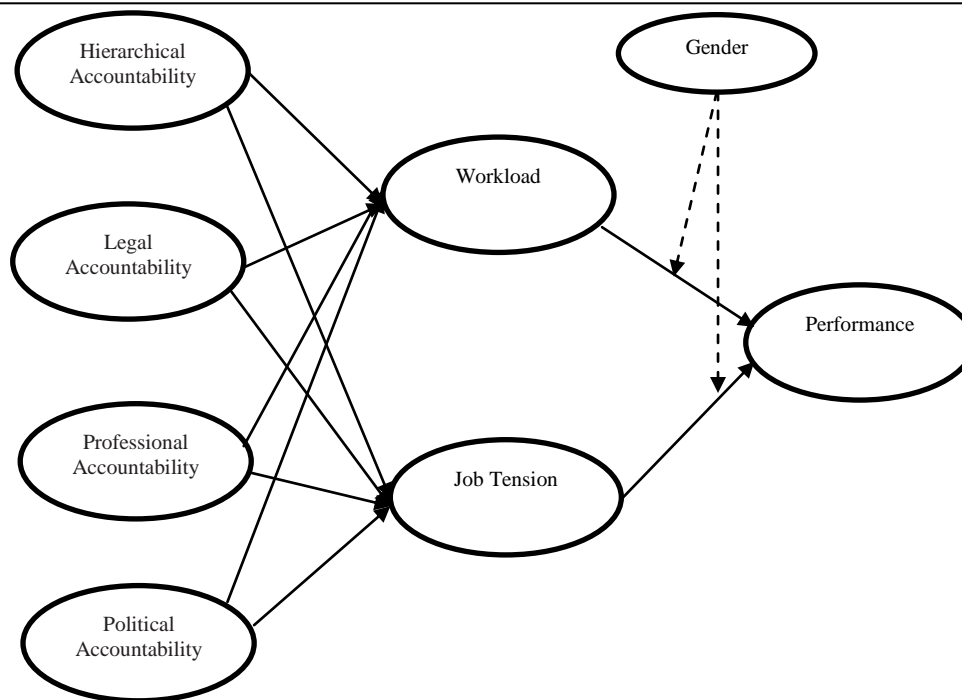 Hierarchical
Accountability
Gender
Workload
Legal
Accountability
Performance
Professional
Accountability
Job Tension
Political
Accountability